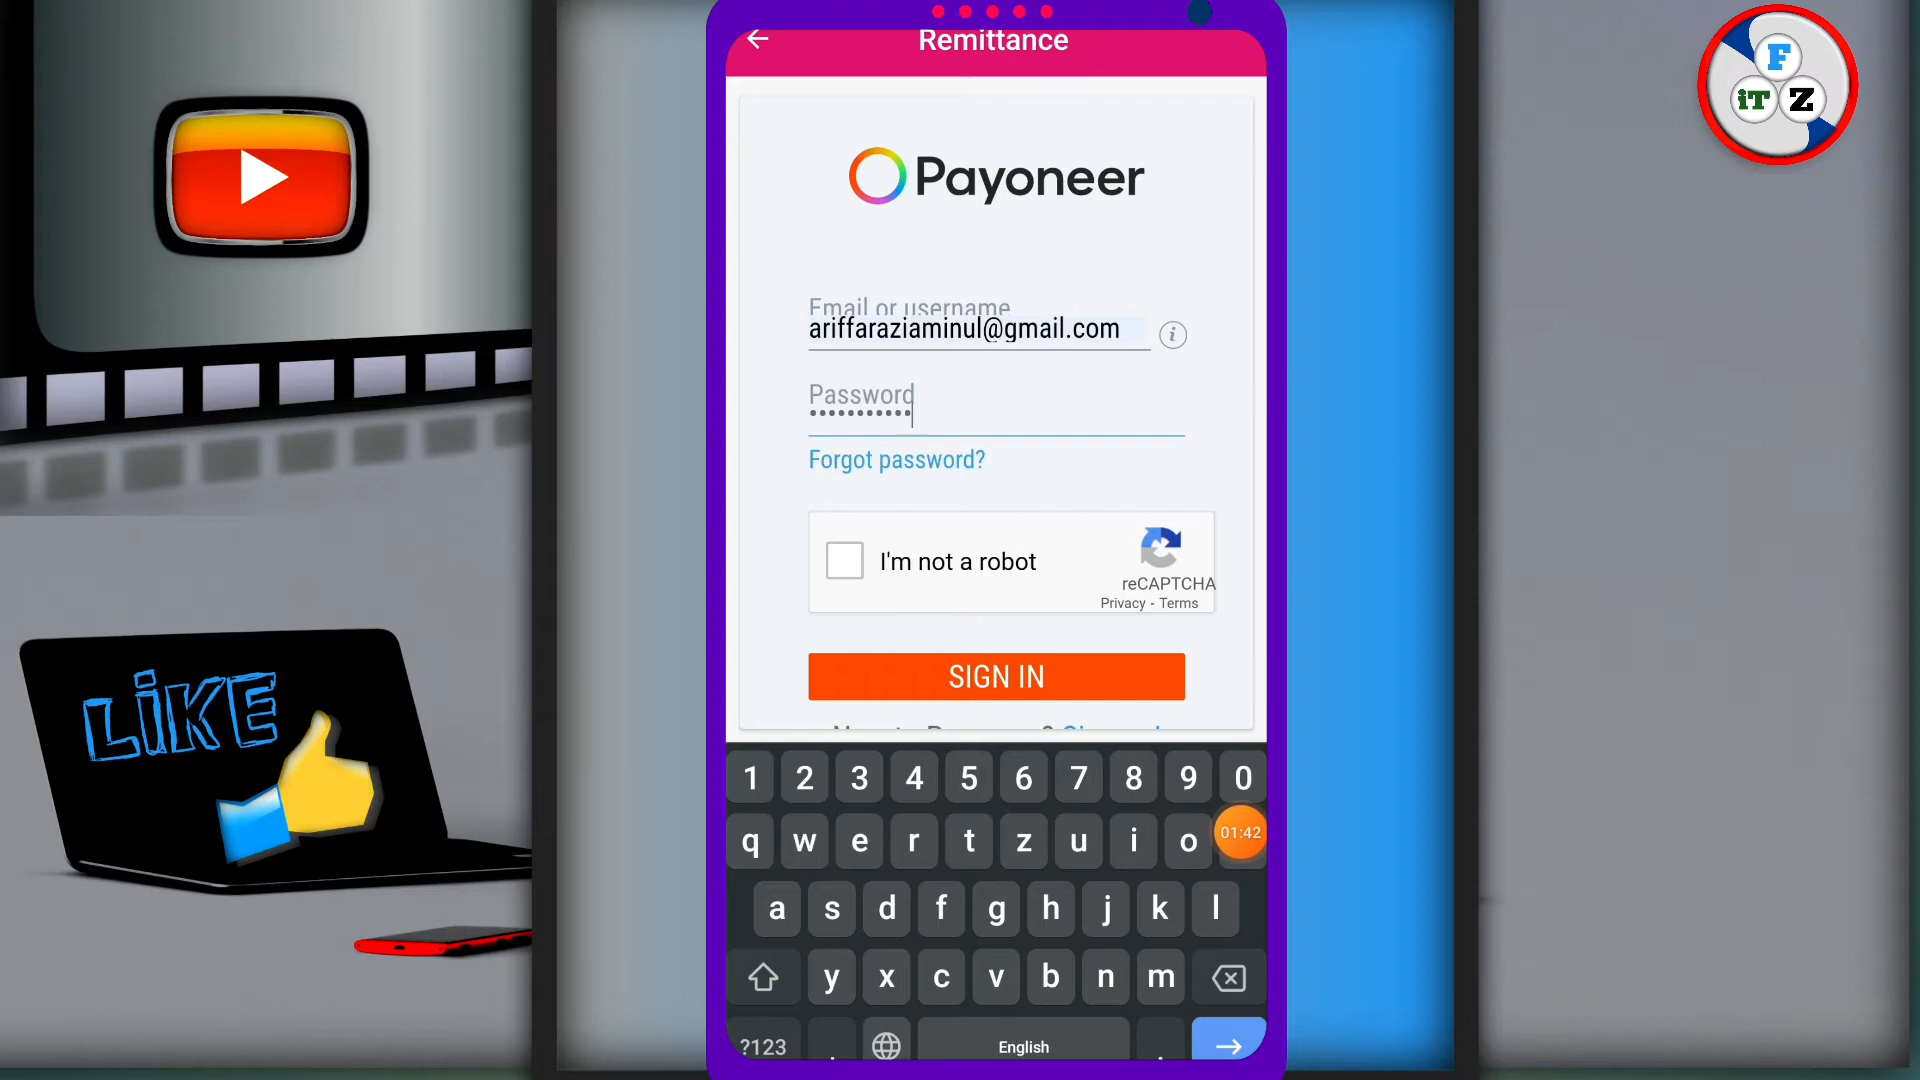 Remittance
F
iT Z
Payoneer
Email or username
ariffaraziaminul@gmail.com
i
Password
Forgot password?
I'm not a robot
reCAPTCHA
Privacy - Terms
SIGN IN
LiKE
1 2 3 4 5 6 7 8 9 0
q w e r t z u i o
01:42
a s d f g h j k l
y x c v b n m
?123 , English .